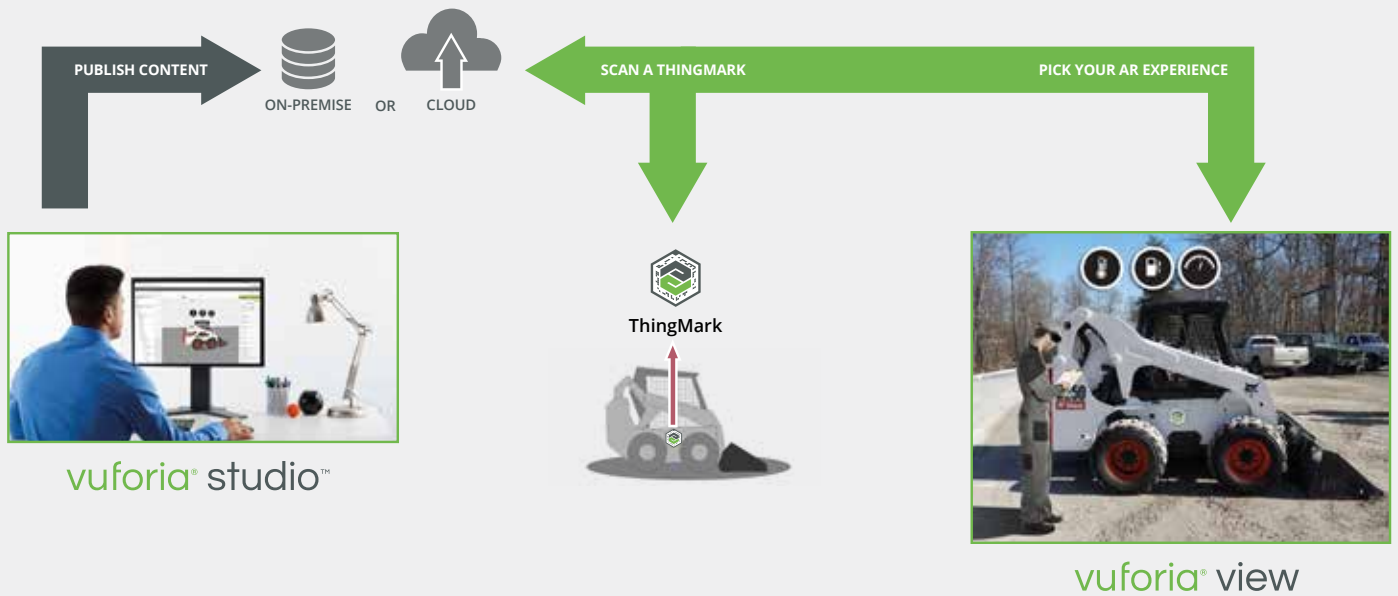 PUBLISH CONTENT
ON-PREMISE OR CLOUD
SCAN A THINGMARK
PICK YOUR AR EXPERIENCE
ThingMark
vuforia® studio™
vuforia® view